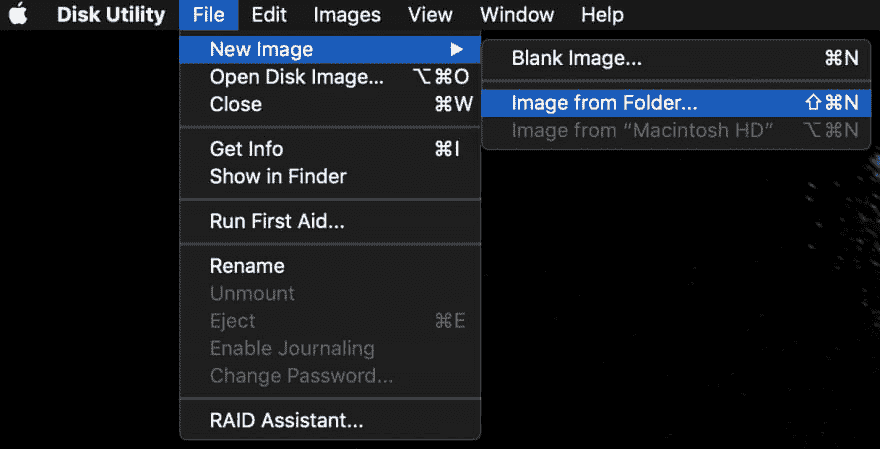 Disk Utility File Edit Images View Window Help
New Image ▶
Open Disk Image... ⌥⌘O
Close ⌘W
Get Info ⌘I
Show in Finder
Run First Aid...
Rename
Unmount
Eject ⌘E
Enable Journaling
Change Password...
RAID Assistant...
Blank Image... ⌘N
Image from Folder... ⇧⌘N
Image from “Macintosh HD” ⌥⌘N